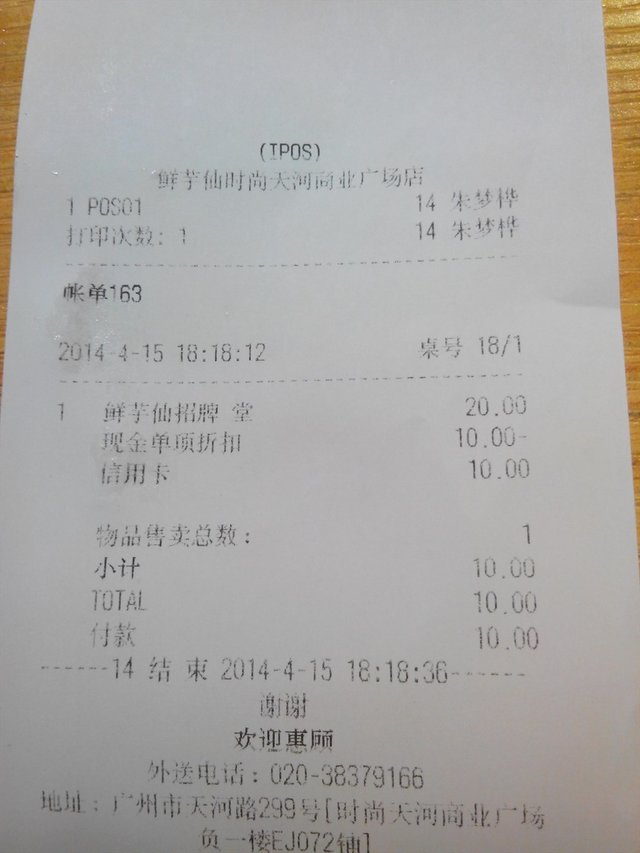 (IPOS)
鲜芋仙时尚天河商业广场店
1 POS01 14 朱梦桦
打印次数: 1 14 朱梦桦
帐单163
2014-4-15 18:18:12 桌号 18/1
1 鲜芋仙招牌 堂 20.00
现金单项折扣 10.00-
信用卡 10.00
物品售卖总数: 1
小计 10.00
TOTAL 10.00
付款 10.00
------14 结 束 2014-4-15 18:18:36------
谢谢
欢迎惠顾
外送电话: 020-38379166
地址: 广州市天河路299号[时尚天河商业广场
负一楼EJ072铺]